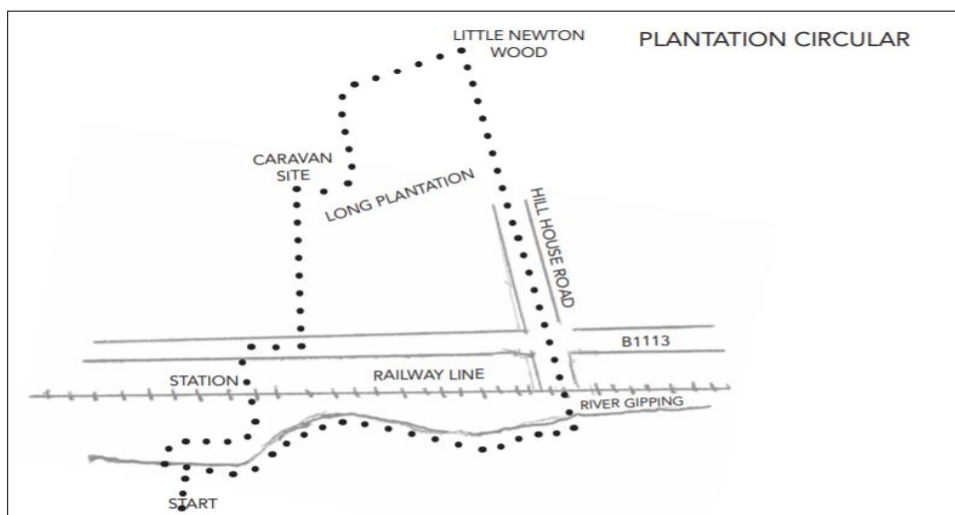 LITTLE NEWTON
WOOD
PLANTATION CIRCULAR
CARAVAN
SITE
LONG PLANTATION
HILL HOUSE ROAD
B1113
STATION
RAILWAY LINE
RIVER GIPPING
START